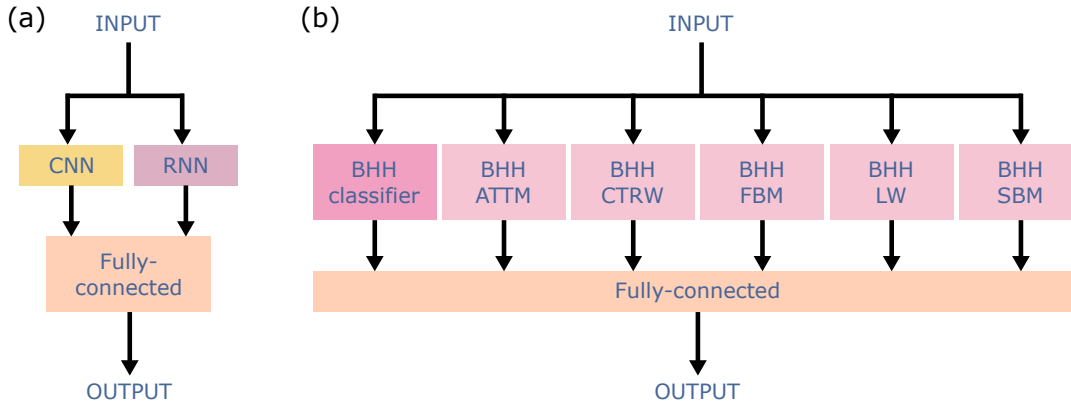 (a)
INPUT
CNN
RNN
Fully-
connected
OUTPUT
(b)
INPUT
BHH
classifier
BHH
ATTM
BHH
CTRW
BHH
FBM
BHH
LW
BHH
SBM
Fully-connected
OUTPUT